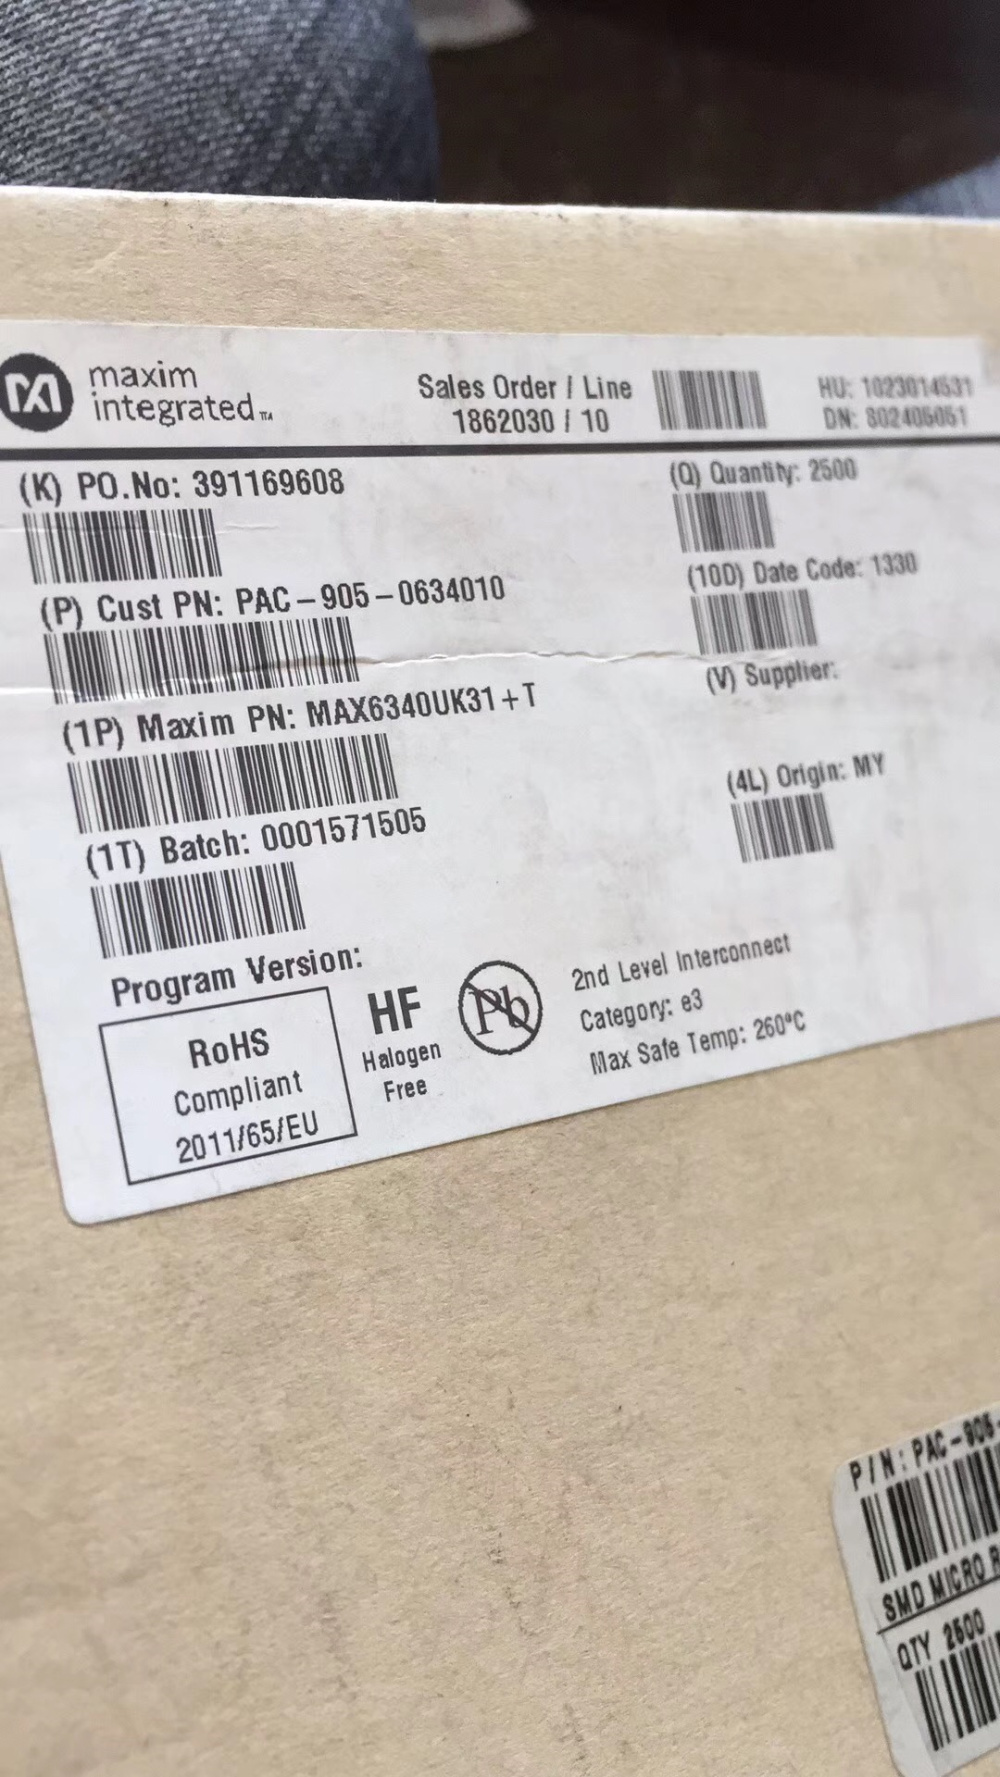 maxim
integrated™
Sales Order / Line
1862030 / 10
HU: 1023014531
DN: 802405051
(K) PO.No: 391169608
(Q) Quantity: 2500
(P) Cust PN: PAC-905-0634010
(10D) Date Code: 1330
(1P) Maxim PN: MAX6340UK31+T
(V) Supplier:
(1T) Batch: 0001571505
(4L) Origin: MY
Program Version:
RoHS
Compliant
2011/65/EU
HF
Halogen
Free
Pb
2nd Level Interconnect
Category: e3
Max Safe Temp: 260°C
P/N: PAC-905-
SMD MICRO
QTY 2500